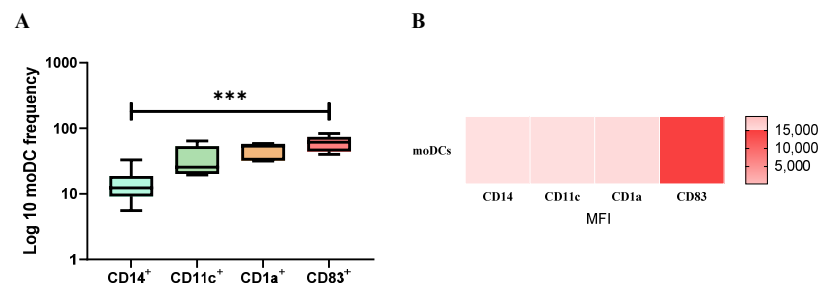 A
B
Log 10 moDC frequency
1000
100
10
1
***
CD14+
CD11c+
CD1a+
CD83+
moDCs
CD14
CD11c
CD1a
CD83
MFI
15,000
10,000
5,000